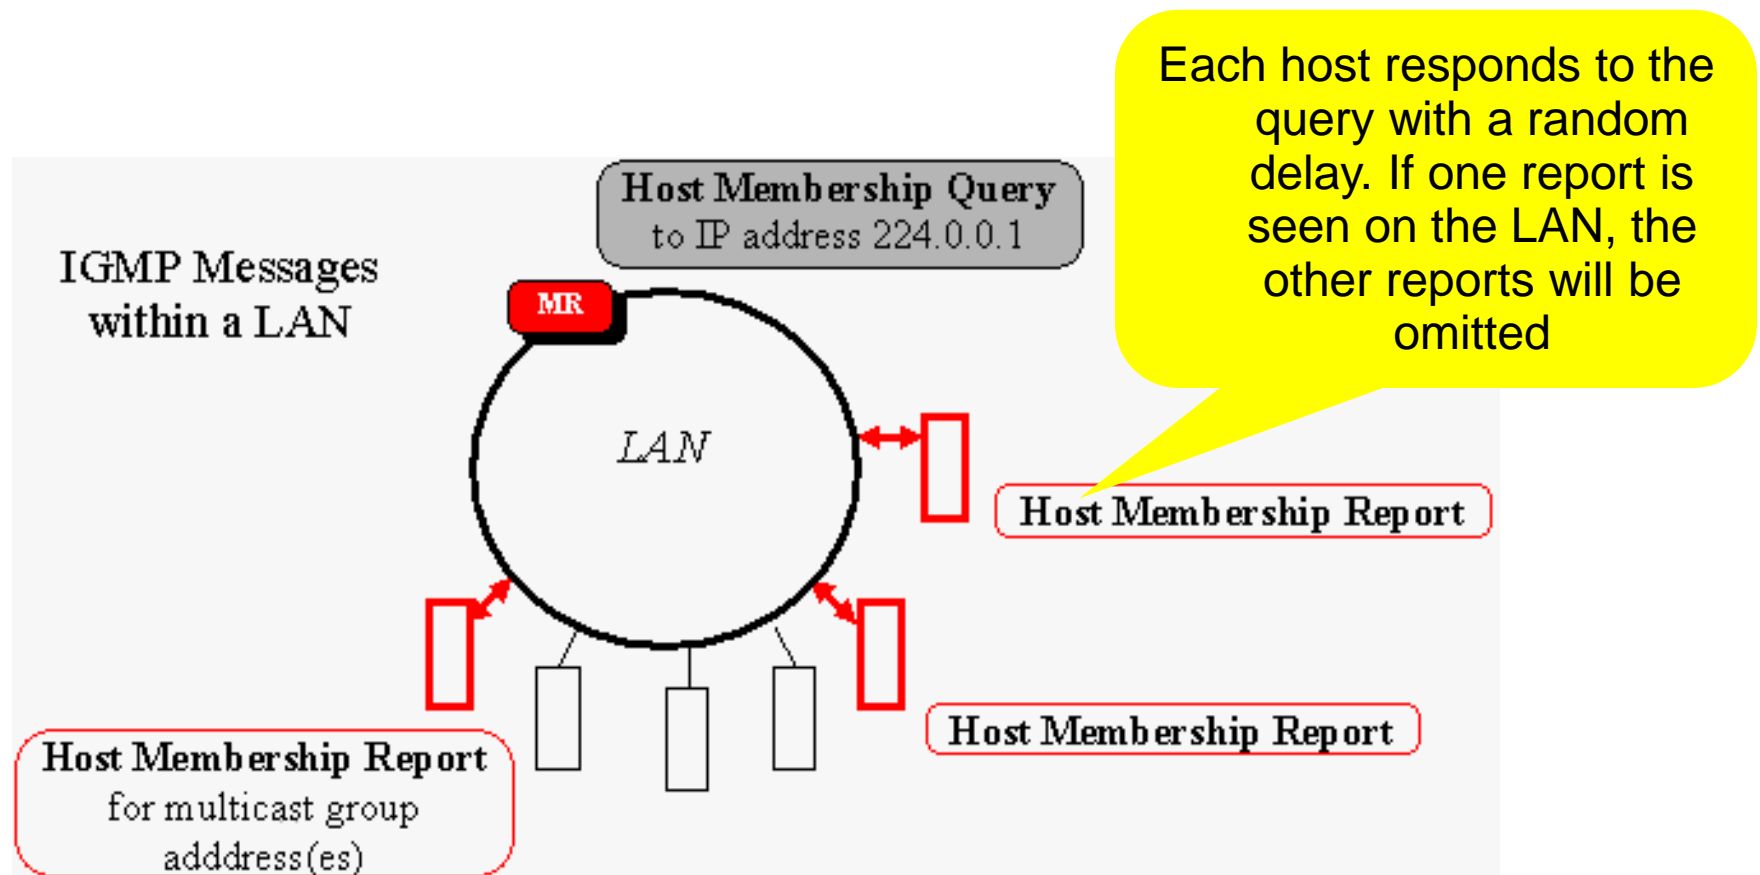 Each host responds to the
query with a random
delay. If one report is
seen on the LAN, the
other reports will be
omitted
Host Membership Query
to IP address 224.0.0.1
IGMP Messages
within a LAN
MR
LAN
Host Membership Report
Host Membership Report
Host Membership Report
for multicast group
adddress(es)